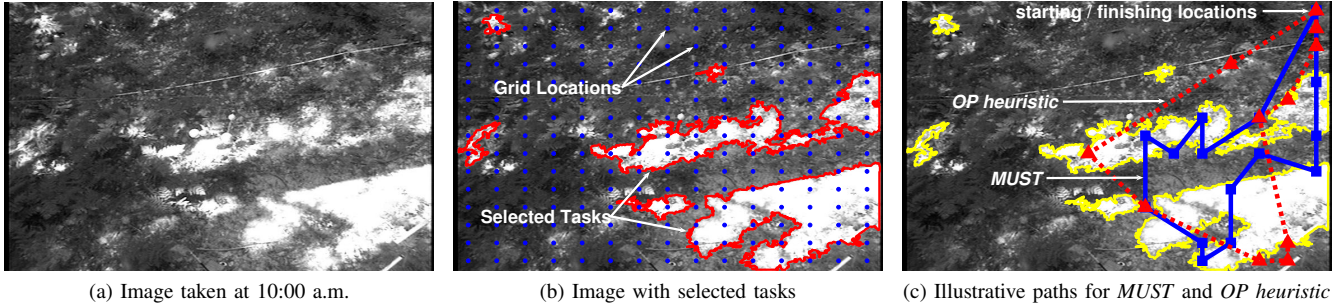 Grid Locations
Selected Tasks
starting / finishing locations
OP heuristic
MUST
(a) Image taken at 10:00 a.m.
(b) Image with selected tasks
(c) Illustrative paths for MUST and OP heuristic